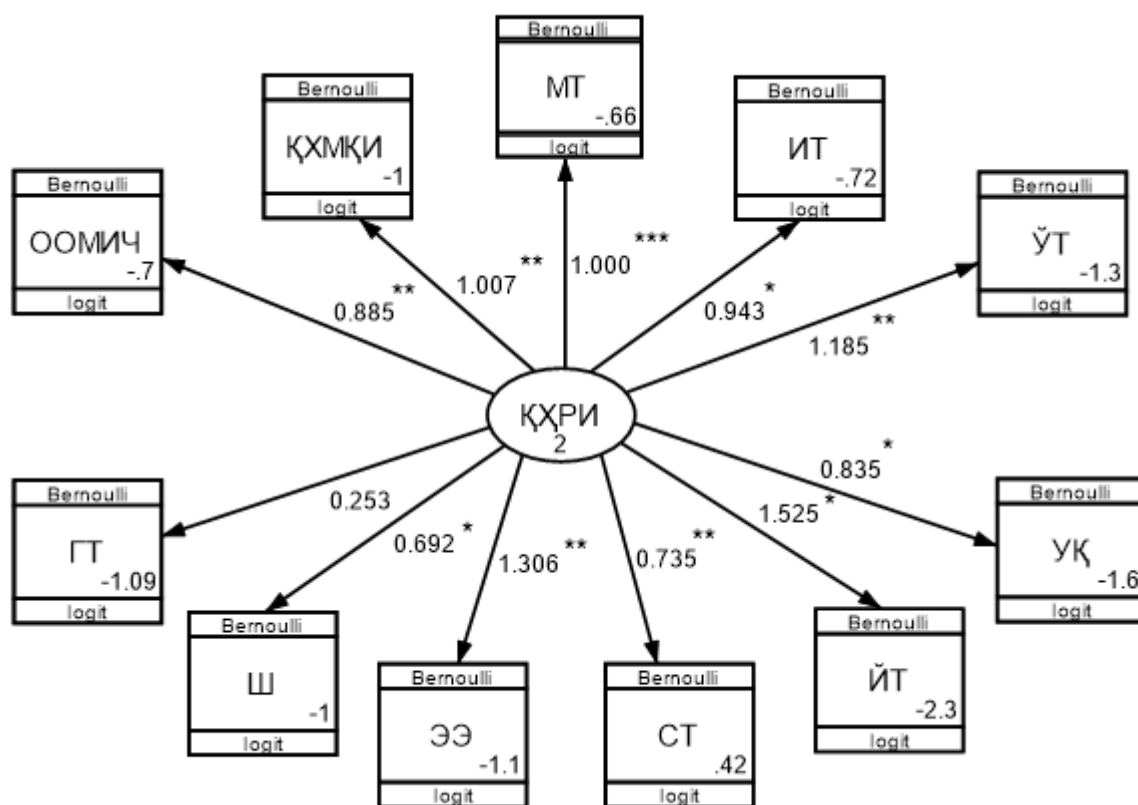 Bernoulli
МТ
-.66
logit
Bernoulli
ҚХМҚИ
-1
logit
Bernoulli
ИТ
-.72
logit
Bernoulli
ООМИЧ
-.7
logit
Bernoulli
ЎТ
-1.3
logit
0.885 **
1.007 **
1.000 ***
0.943 *
1.185 **
ҚҲРИ
2
0.253
0.692 *
1.306 **
0.735 **
1.525 *
0.835 *
Bernoulli
ГТ
-1.09
logit
Bernoulli
УҚ
-1.6
logit
Bernoulli
Ш
-1
logit
Bernoulli
ЭЭ
-1.1
logit
Bernoulli
СТ
.42
logit
Bernoulli
ЙТ
-2.3
logit